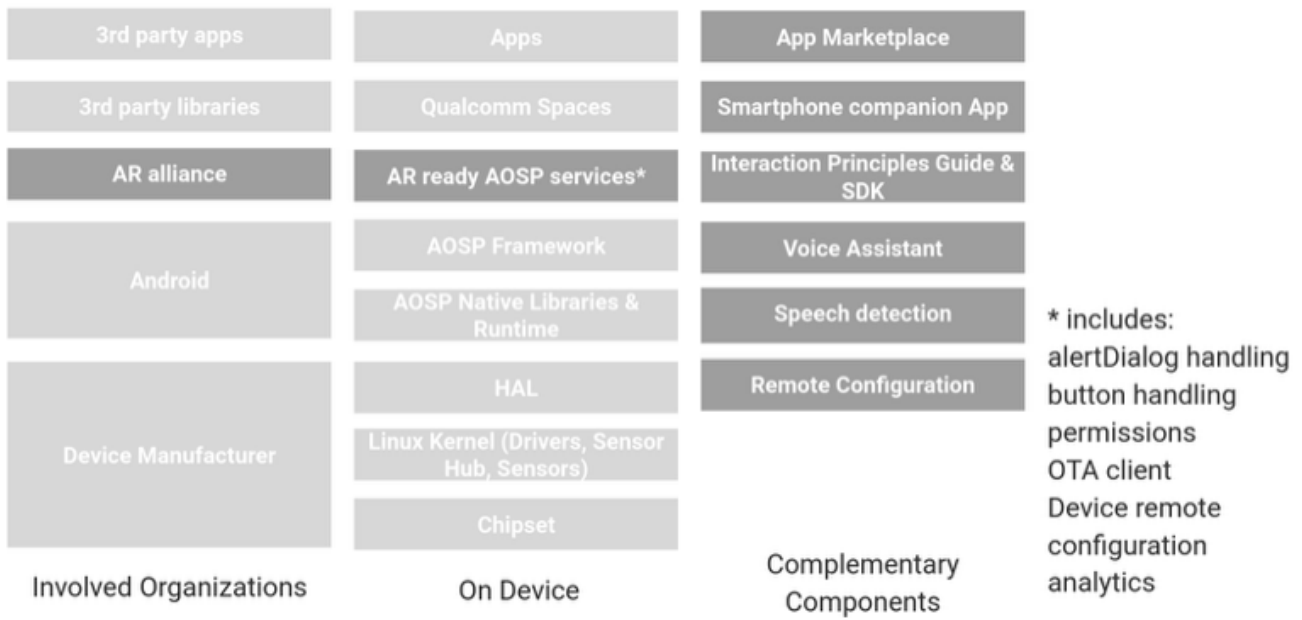 3rd party apps
3rd party libraries
AR alliance
Android
Device Manufacturer
Involved Organizations
Apps
Qualcomm Spaces
AR ready AOSP services*
AOSP Framework
AOSP Native Libraries &
Runtime
HAL
Linux Kernel (Drivers, Sensor
Hub, Sensors)
Chipset
On Device
App Marketplace
Smartphone companion App
Interaction Principles Guide &
SDK
Voice Assistant
Speech detection
Remote Configuration
Complementary
Components
* includes:
alertDialog handling
button handling
permissions
OTA client
Device remote
configuration
analytics